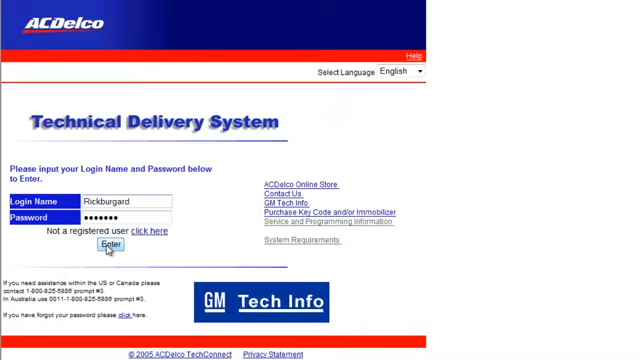 ACDelco
Help
Select Language English
Technical Delivery System
Please input your Login Name and Password below
to Enter.
Login Name Rickburgard
Password •••••••
Not a registered user click here
Enter
ACDelco Online Store
Contact Us
GM Tech Info
Purchase Key Code and/or Immobilizer
Service and Programming Information
System Requirements
If you need assistance within the US or Canada please
contact 1-800-825-5886 prompt #3.
In Australia use 0011-1-800-825-5886 prompt #3.
If you have forgot your password please click here.
GM Tech Info
© 2005 ACDelco TechConnect Privacy Statement